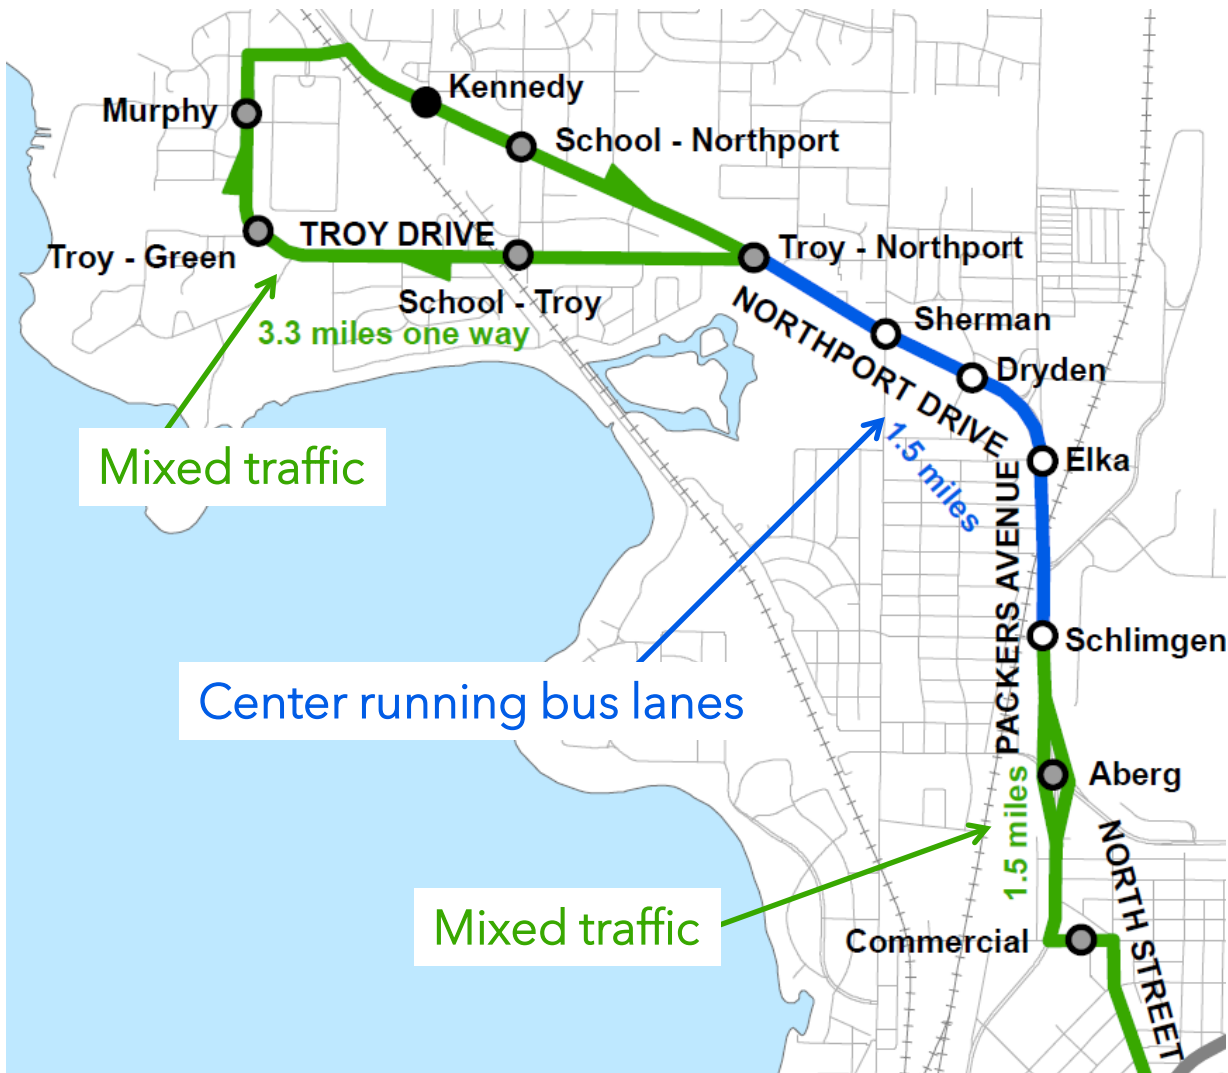 Kennedy
Murphy
School - Northport
TROY DRIVE
Troy - Green
Troy - Northport
School - Troy
3.3 miles one way
NORTHPORT DRIVE
Sherman
Dryden
Mixed traffic
1.5 miles
Elka
PACKERS AVENUE
Schlimgen
Center running bus lanes
Aberg
1.5 miles
NORTH STREET
Mixed traffic
Commercial